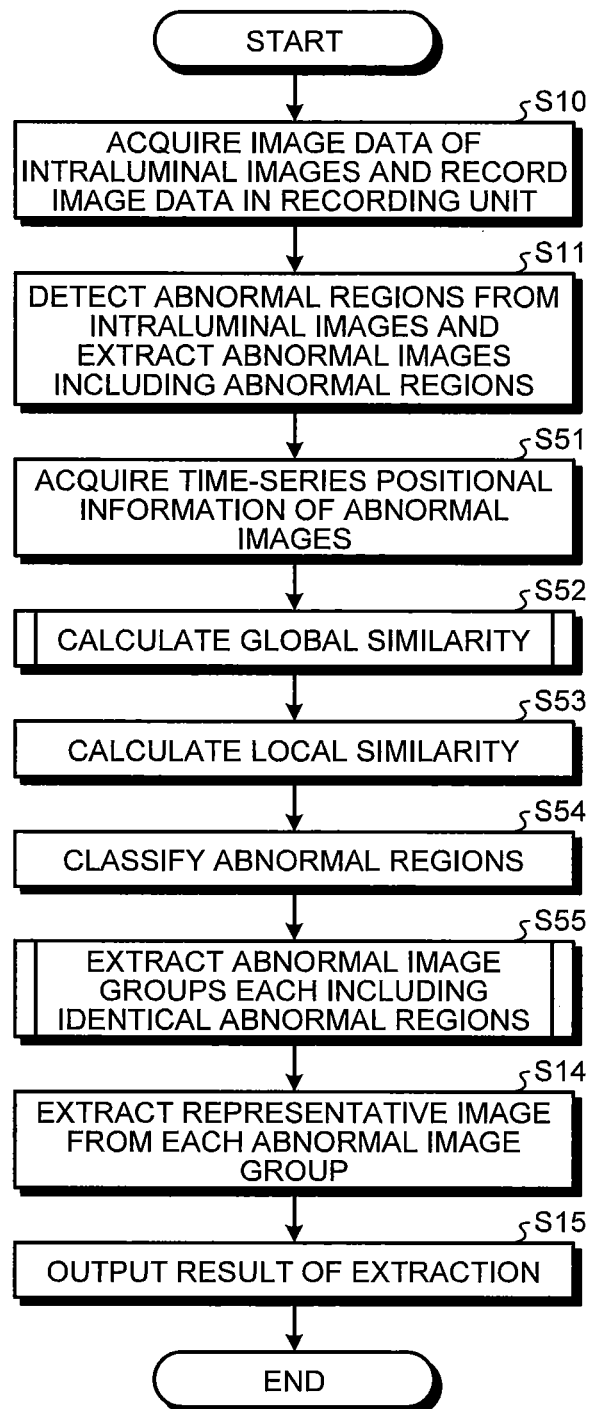 START
S10
ACQUIRE IMAGE DATA OF
INTRALUMINAL IMAGES AND RECORD
IMAGE DATA IN RECORDING UNIT
S11
DETECT ABNORMAL REGIONS FROM
INTRALUMINAL IMAGES AND
EXTRACT ABNORMAL IMAGES
INCLUDING ABNORMAL REGIONS
S51
ACQUIRE TIME-SERIES POSITIONAL
INFORMATION OF ABNORMAL
IMAGES
S52
CALCULATE GLOBAL SIMILARITY
S53
CALCULATE LOCAL SIMILARITY
S54
CLASSIFY ABNORMAL REGIONS
S55
EXTRACT ABNORMAL IMAGE
GROUPS EACH INCLUDING
IDENTICAL ABNORMAL REGIONS
S14
EXTRACT REPRESENTATIVE IMAGE
FROM EACH ABNORMAL IMAGE
GROUP
S15
OUTPUT RESULT OF EXTRACTION
END